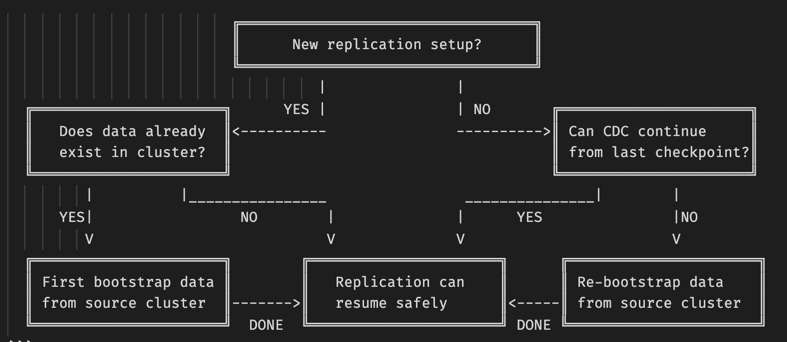 New replication setup?
YES NO
Does data already
exist in cluster?
Can CDC continue
from last checkpoint?
YES NO YES NO
V V V V
First bootstrap data
from source cluster
Replication can
resume safely
Re-bootstrap data
from source cluster
DONE DONE